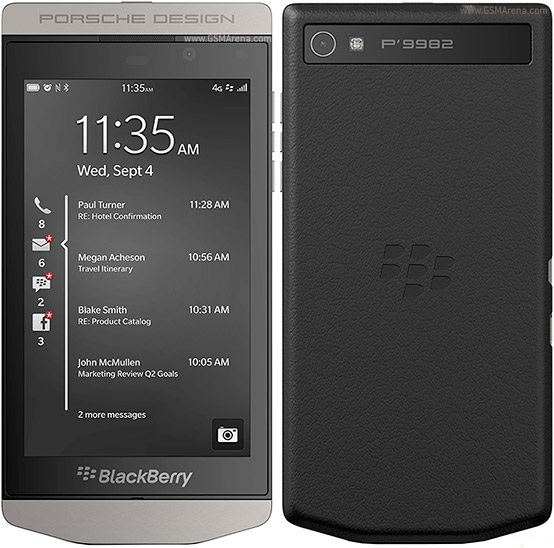 PORSCHE DESIGN
www.GSMArena.com
11:35AM
4G
11:35 AM
Wed, Sept 4
8
6
2
3
Paul Turner 11:28 AM
RE: Hotel Confirmation
Megan Acheson 10:56 AM
Travel Itinerary
Blake Smith 10:31 AM
RE: Product Catalog
John McMullen 10:05 AM
Marketing Review Q2 Goals
2 more messages
BlackBerry
www.GSMArena.com
P'9982